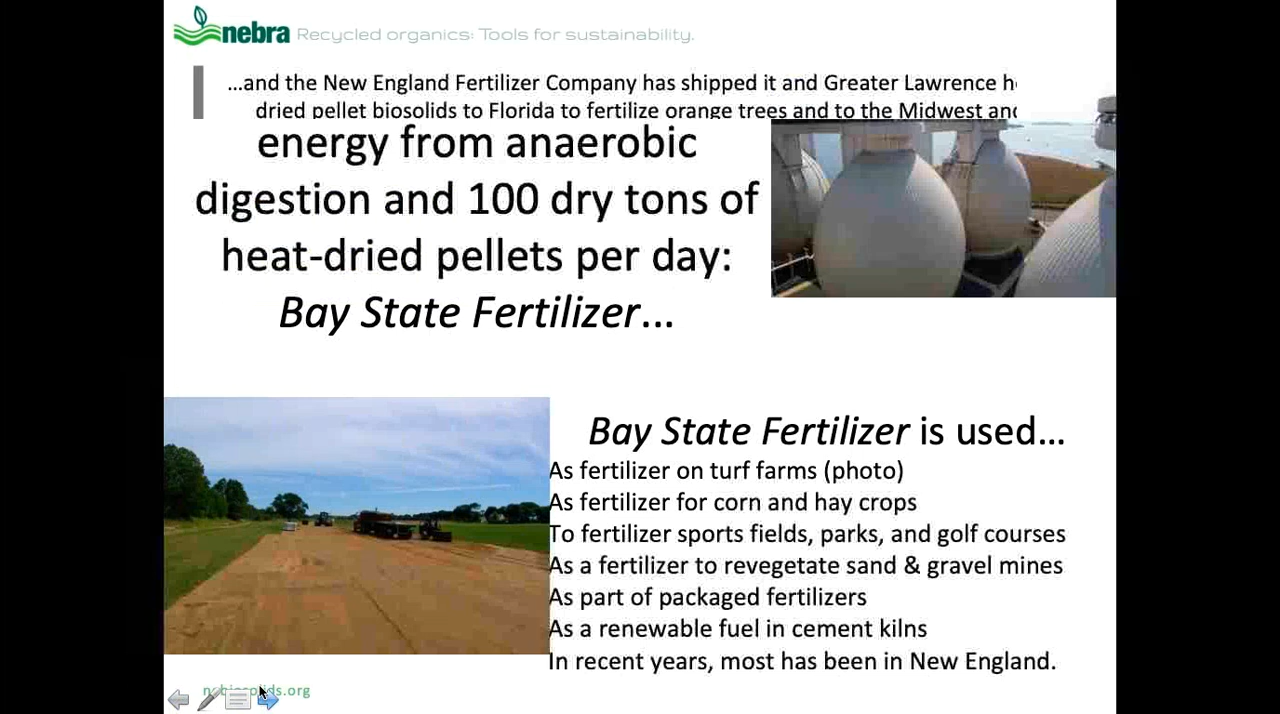 nebra Recycled organics: Tools for sustainability.
...and the New England Fertilizer Company has shipped it and Greater Lawrence
dried pellet biosolids to Florida to fertilize orange trees and to the Midwest
energy from anaerobic
digestion and 100 dry tons of
heat-dried pellets per day:
Bay State Fertilizer...
Bay State Fertilizer is used...
As fertilizer on turf farms (photo)
As fertilizer for corn and hay crops
To fertilizer sports fields, parks, and golf courses
As a fertilizer to revegetate sand & gravel mines
As part of packaged fertilizers
As a renewable fuel in cement kilns
In recent years, most has been in New England.
nebiosolids.org